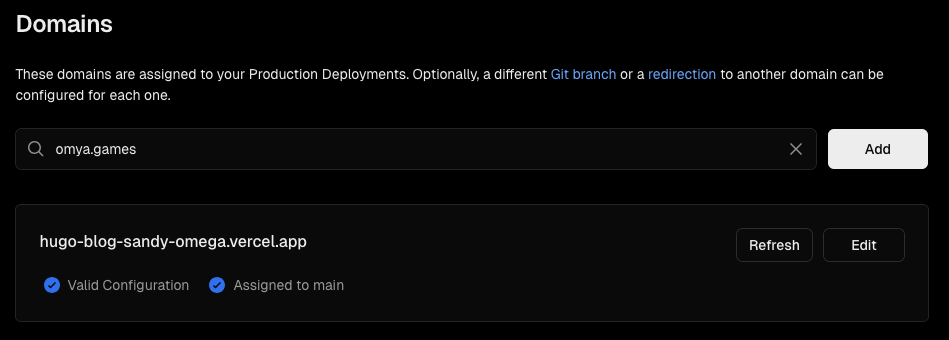 Domains
These domains are assigned to your Production Deployments. Optionally, a different Git branch or a redirection to another domain can be
configured for each one.
omya.games
Add
hugo-blog-sandy-omega.vercel.app
Refresh
Edit
Valid Configuration
Assigned to main